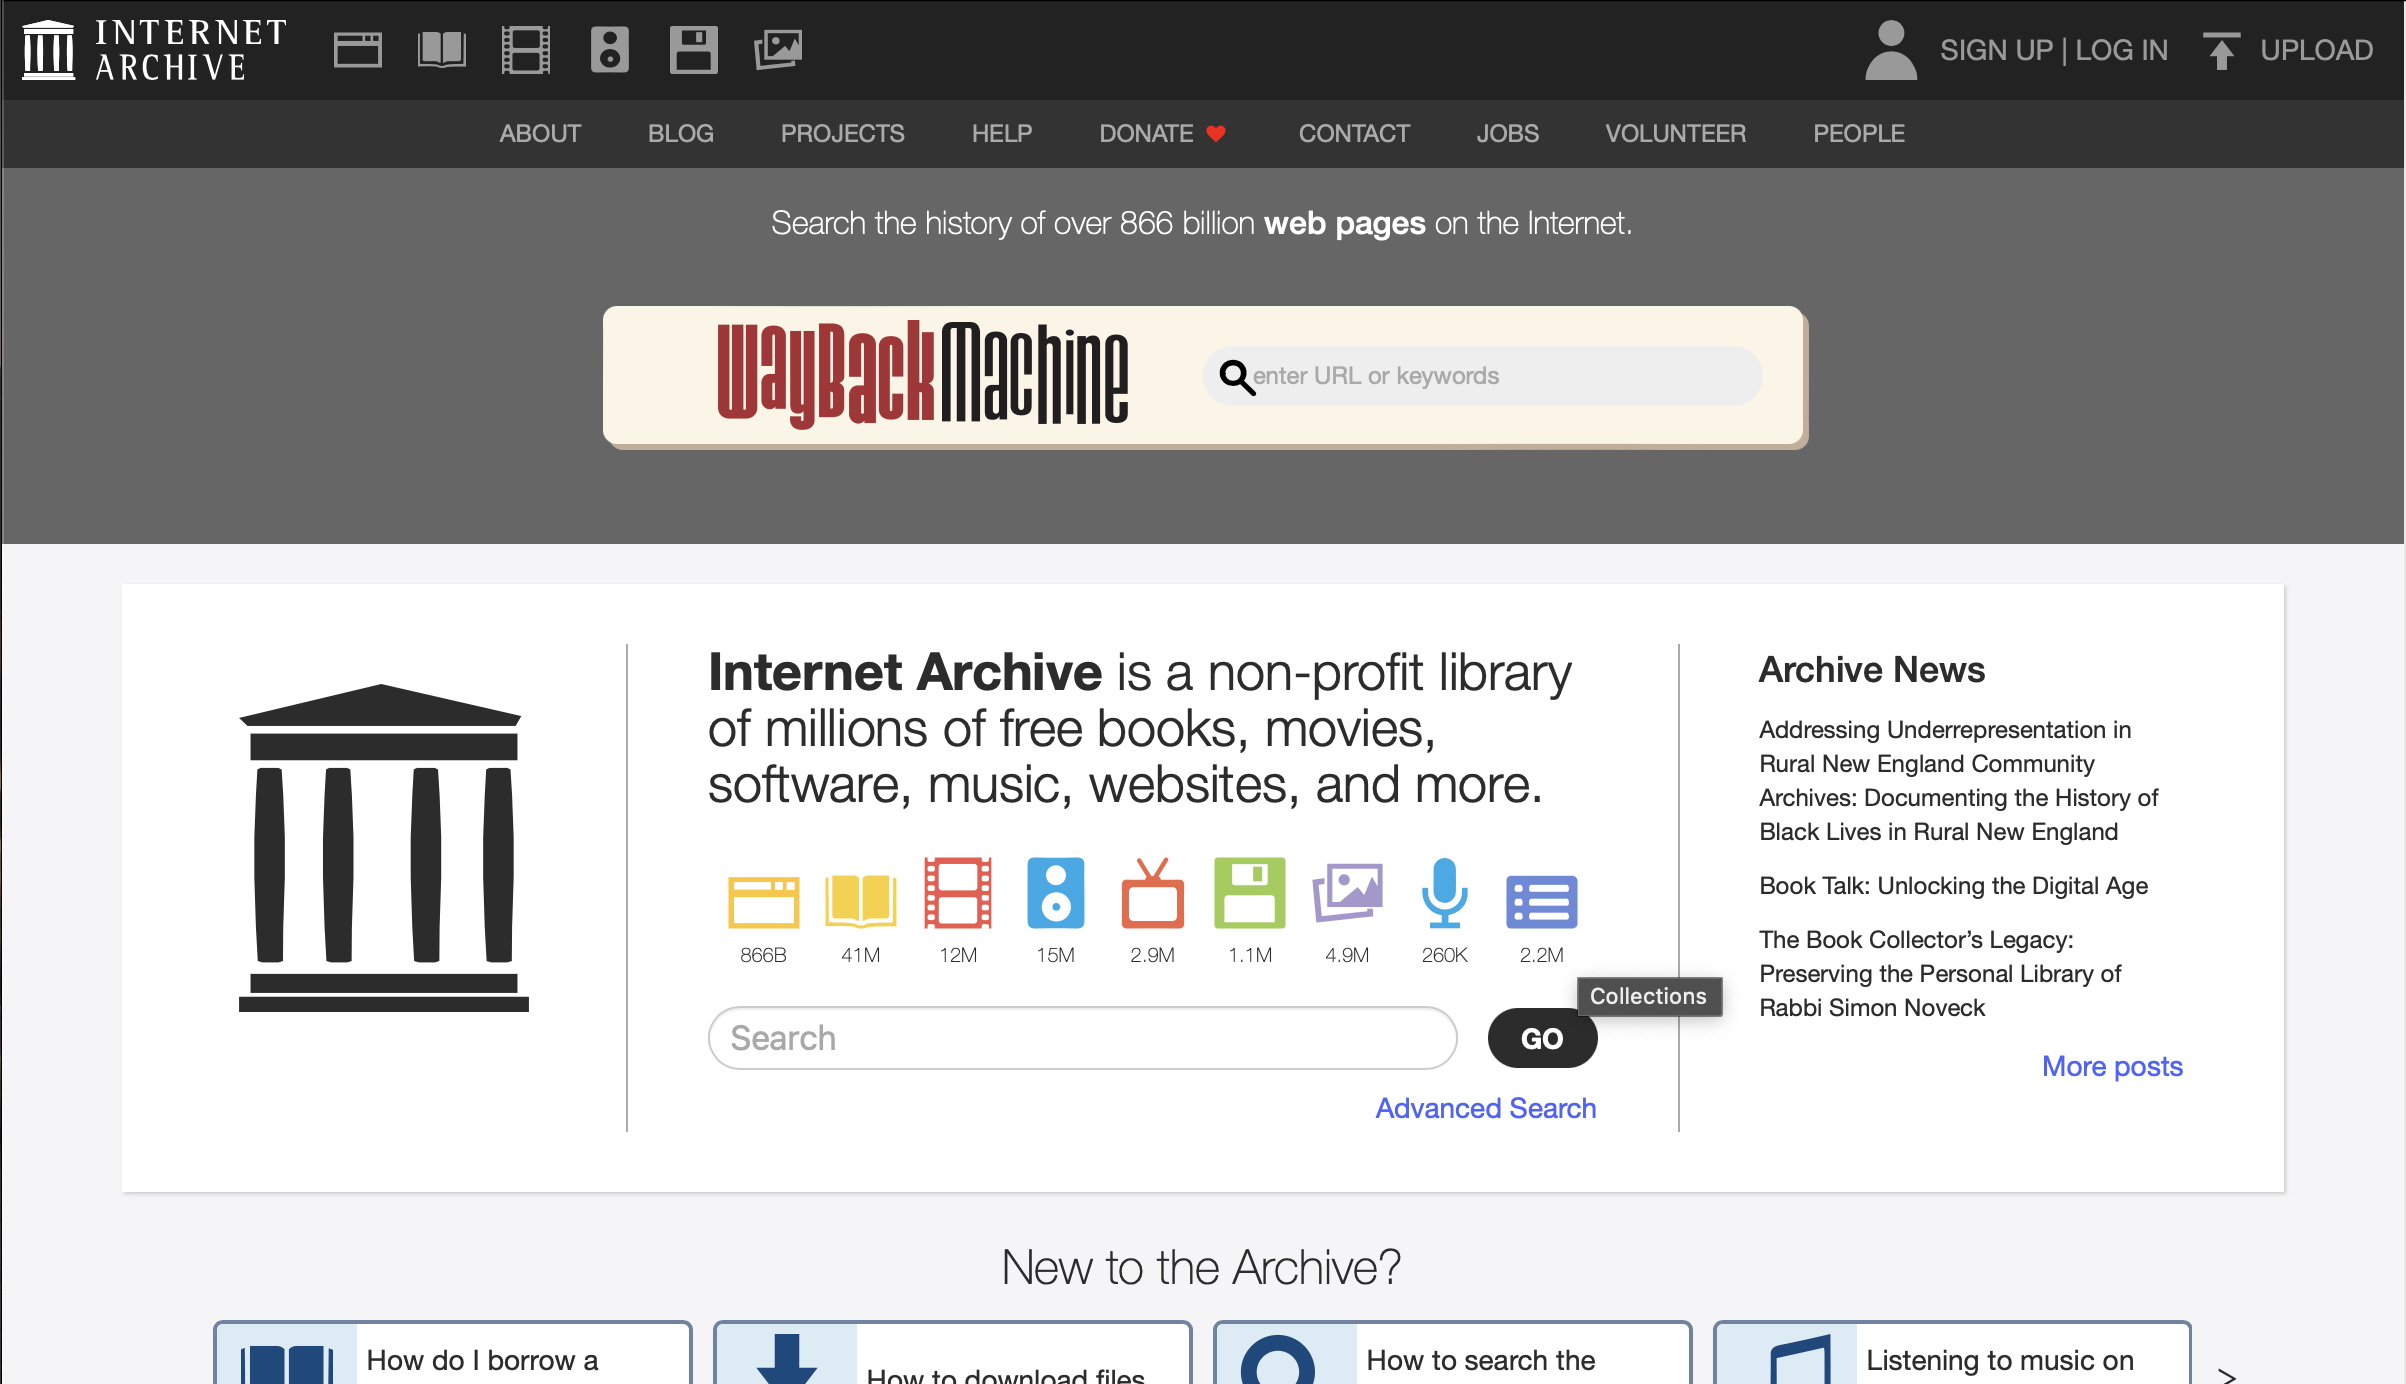 INTERNET
ARCHIVE
SIGN UP | LOG IN
UPLOAD
ABOUT
BLOG
PROJECTS
HELP
DONATE
CONTACT
JOBS
VOLUNTEER
PEOPLE
Search the history of over 866 billion web pages on the Internet.
WayBackMachine
enter URL or keywords
Internet Archive is a non-profit library
of millions of free books, movies,
software, music, websites, and more.
866B
41M
12M
15M
2.9M
1.1M
4.9M
260K
2.2M
Collections
Search
GO
Advanced Search
Archive News
Addressing Underrepresentation in
Rural New England Community
Archives: Documenting the History of
Black Lives in Rural New England
Book Talk: Unlocking the Digital Age
The Book Collector’s Legacy:
Preserving the Personal Library of
Rabbi Simon Noveck
More posts
New to the Archive?
How do I borrow a
How to download files
How to search the
Listening to music on
>